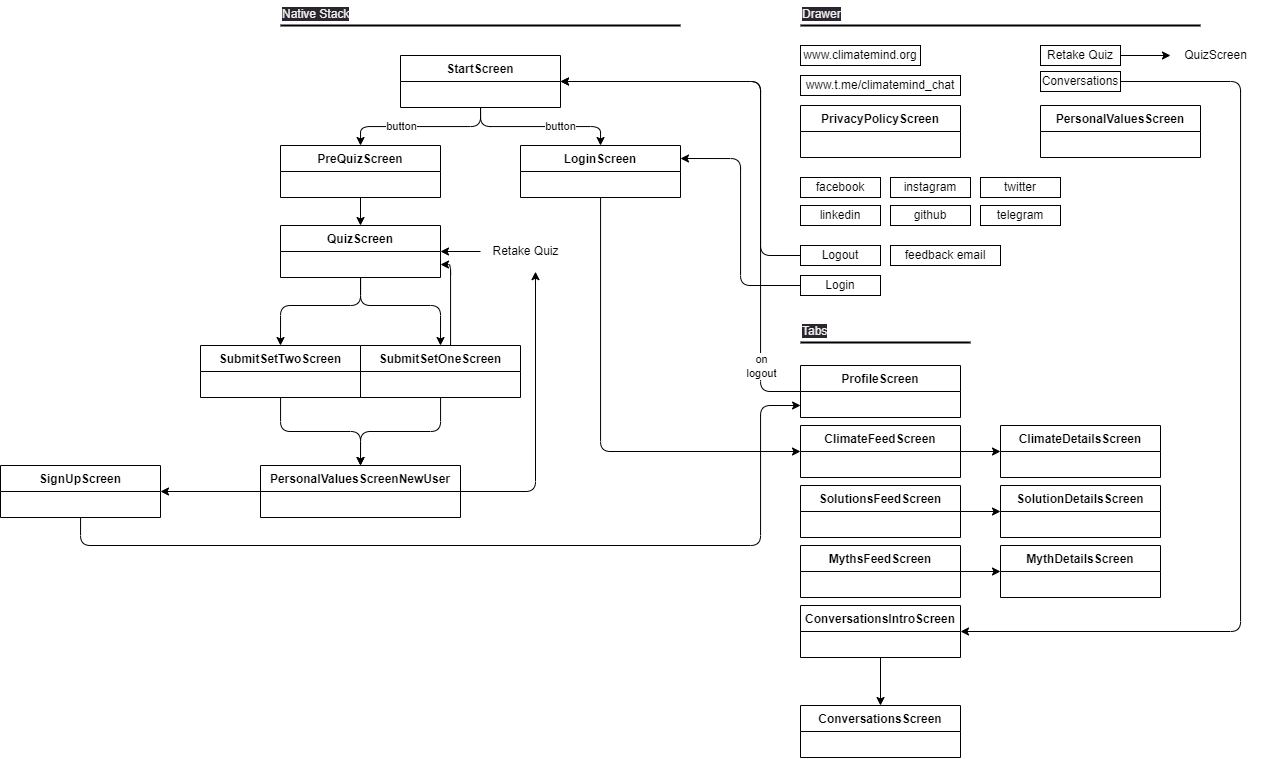 Native Stack
StartScreen
button
button
PreQuizScreen
LoginScreen
QuizScreen
Retake Quiz
SubmitSetTwoScreen
SubmitSetOneScreen
SignUpScreen
PersonalValuesScreenNewUser
Drawer
www.climatemind.org
Retake Quiz
QuizScreen
www.t.me/climatemind_chat
Conversations
PrivacyPolicyScreen
PersonalValuesScreen
facebook
instagram
twitter
linkedin
github
telegram
Logout
feedback email
Login
Tabs
on
logout
ProfileScreen
ClimateFeedScreen
ClimateDetailsScreen
SolutionsFeedScreen
SolutionDetailsScreen
MythsFeedScreen
MythDetailsScreen
ConversationsIntroScreen
ConversationsScreen